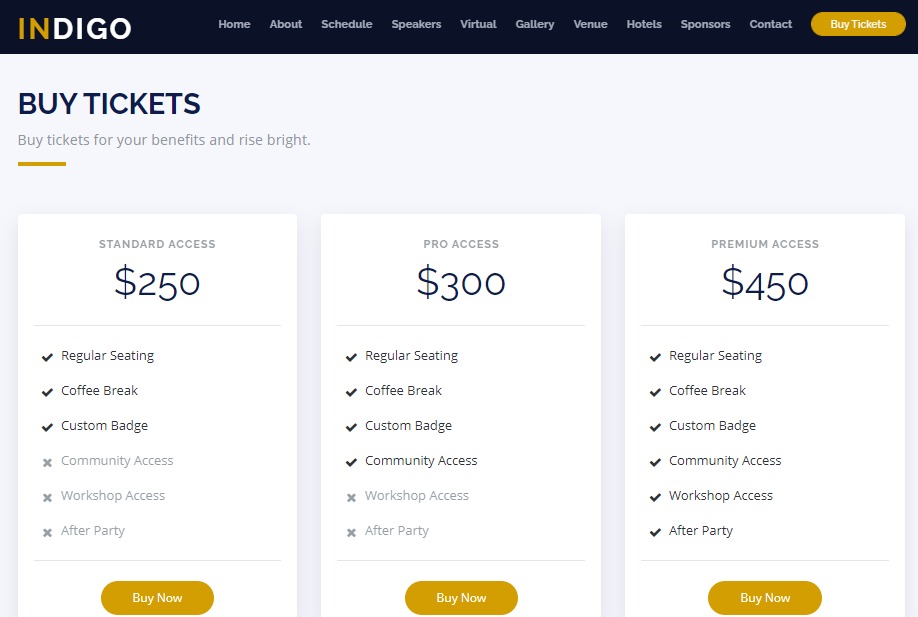 INDIGO
Home About Schedule Speakers Virtual Gallery Venue Hotels Sponsors Contact Buy Tickets
BUY TICKETS
Buy tickets for your benefits and rise bright.
STANDARD ACCESS
$250
Regular Seating
Coffee Break
Custom Badge
Community Access
Workshop Access
After Party
Buy Now
PRO ACCESS
$300
Regular Seating
Coffee Break
Custom Badge
Community Access
Workshop Access
After Party
Buy Now
PREMIUM ACCESS
$450
Regular Seating
Coffee Break
Custom Badge
Community Access
Workshop Access
After Party
Buy Now